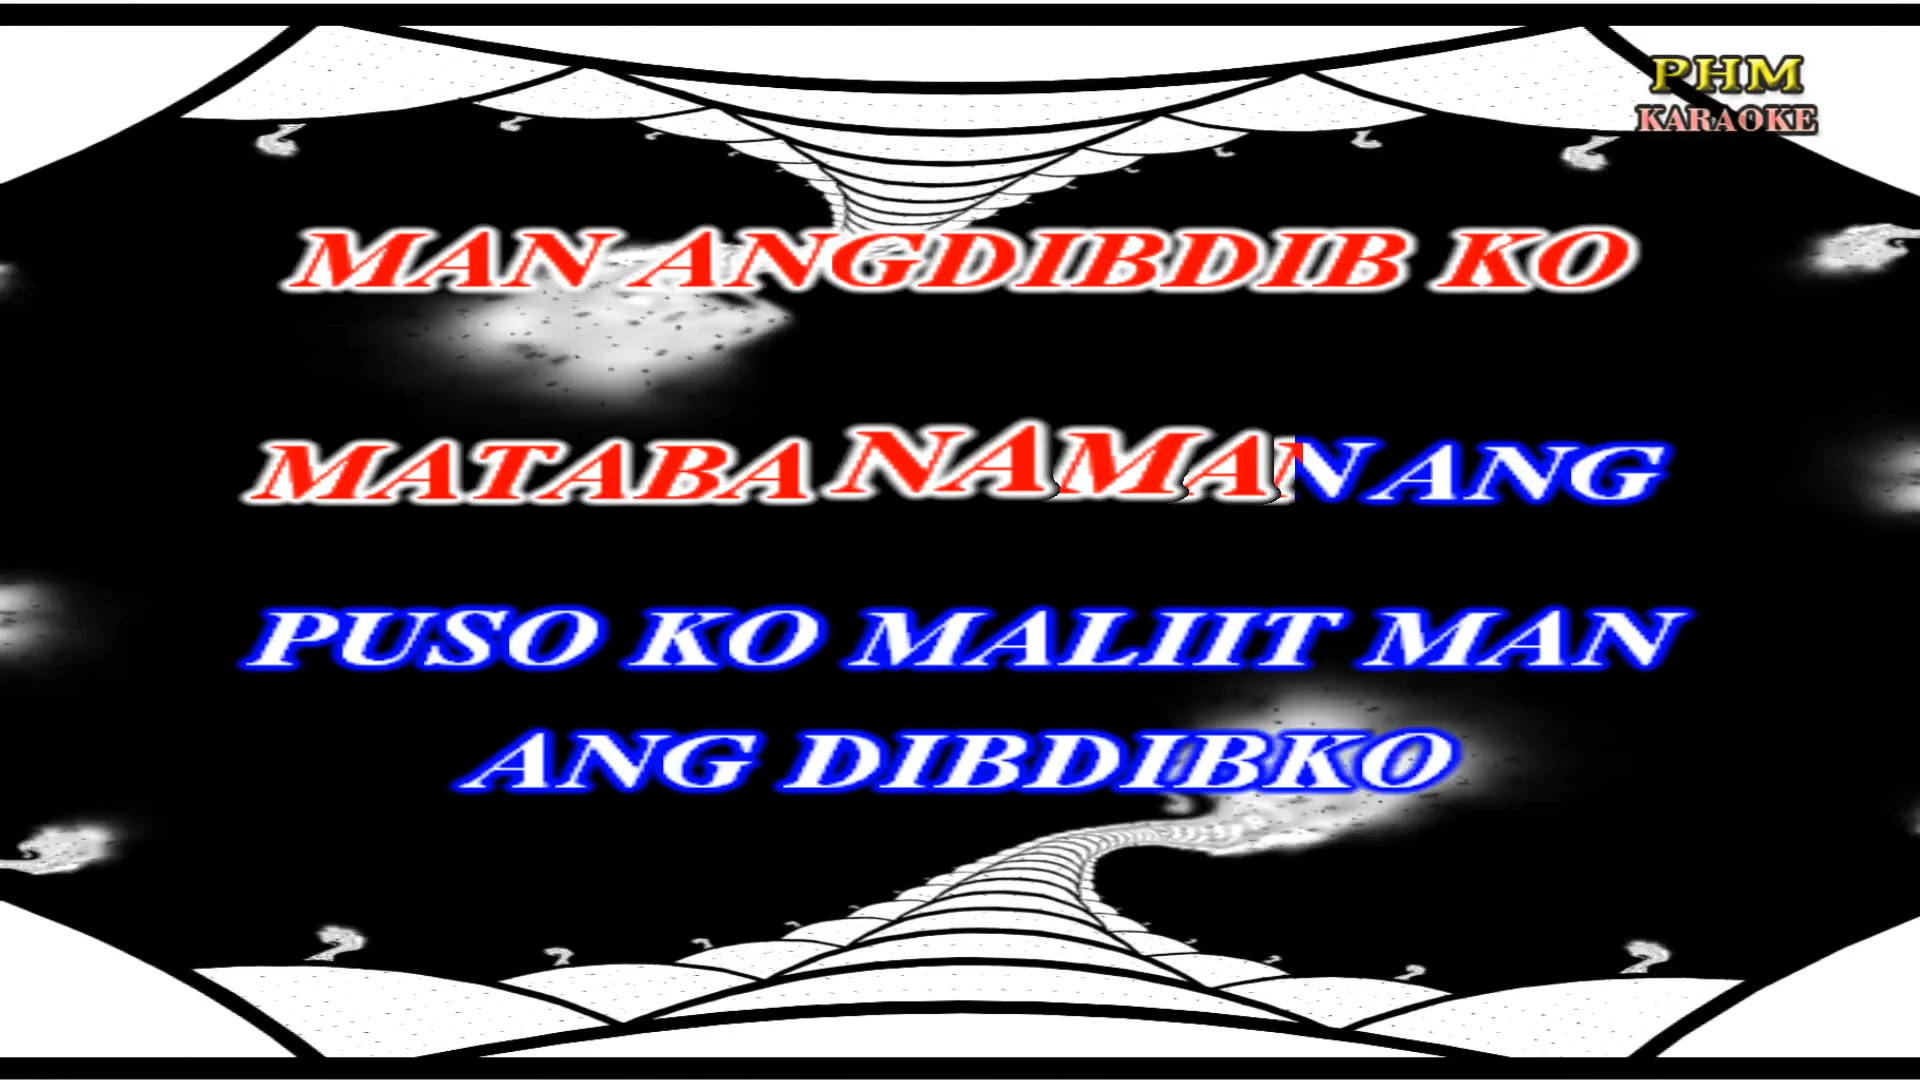 PHM
KARAOKE
MAN ANGDIBDIB KO
MATABA NAMAN ANG
PUSO KO MALIIT MAN
ANG DIBDIBKO